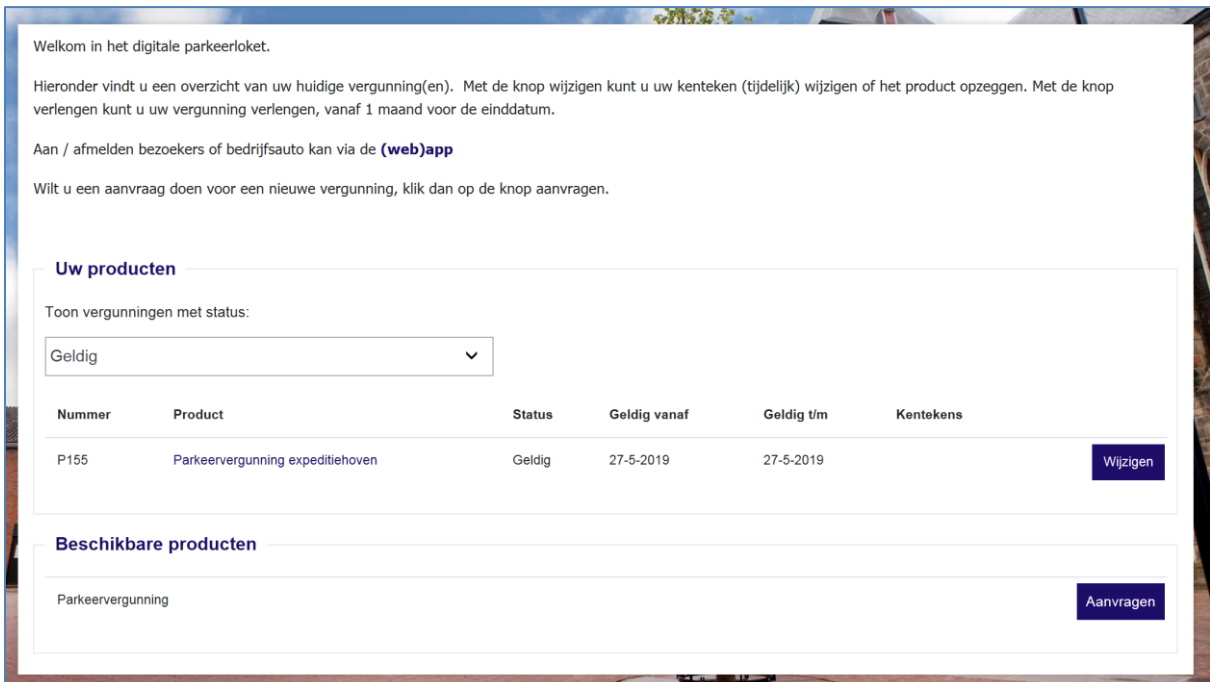 Welkom in het digitale parkeerloket.
Hieronder vindt u een overzicht van uw huidige vergunning(en).  Met de knop wijzigen kunt u uw kenteken (tijdelijk) wijzigen of het product opzeggen. Met de knop
verlengen kunt u uw vergunning verlengen, vanaf 1 maand voor de einddatum.
Aan / afmelden bezoekers of bedrijfsauto kan via de (web)app
Wilt u een aanvraag doen voor een nieuwe vergunning, klik dan op de knop aanvragen.
Uw producten
Toon vergunningen met status:
Geldig
Nummer Product Status Geldig vanaf Geldig t/m Kentekens
P155 Parkeervergunning expeditiehoven Geldig 27-5-2019 27-5-2019 Wijzigen
Beschikbare producten
Parkeervergunning Aanvragen